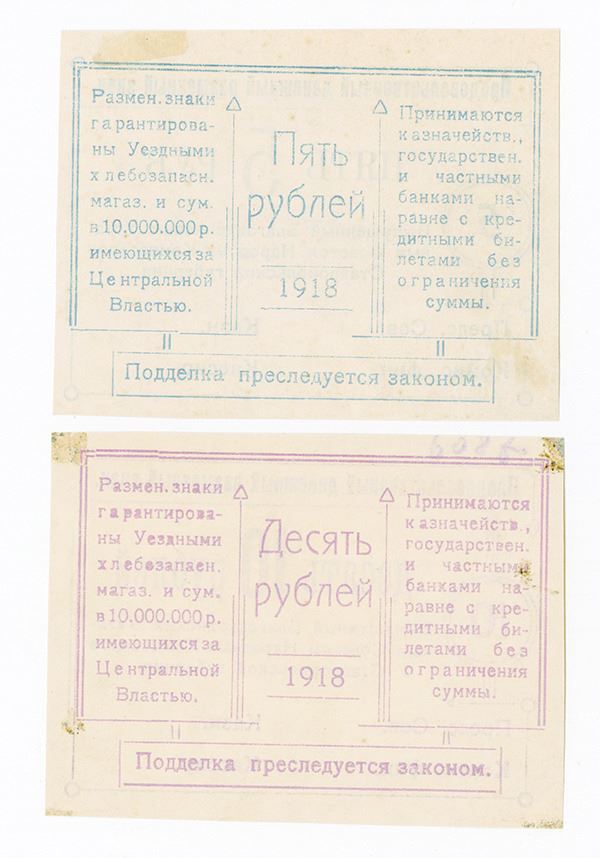 Размен. знаки
гарантирова-
ны Уездными
хлебозапасн.
магаз. и сум.
в 10.000.000 р.
имеющихся за
Центральной
Властью.
Пять
рублей
1918
Принимаются
казначейств.,
государствен.
и частными
банками на-
равне с кре-
дитными би-
летами без
ограничения
суммы.
Подделка преследуется законом.
Размен. знаки
гарантирова-
ны Уездными
хлебозапасн.
магаз. и сум.
в 10.000.000 р.
имеющихся за
Центральной
Властью.
Десять
рублей
1918
Принимаются
казначейств.,
государствен.
и частными
банками на-
равне с кре-
дитными би-
летами без
ограничения
суммы.
Подделка преследуется законом.